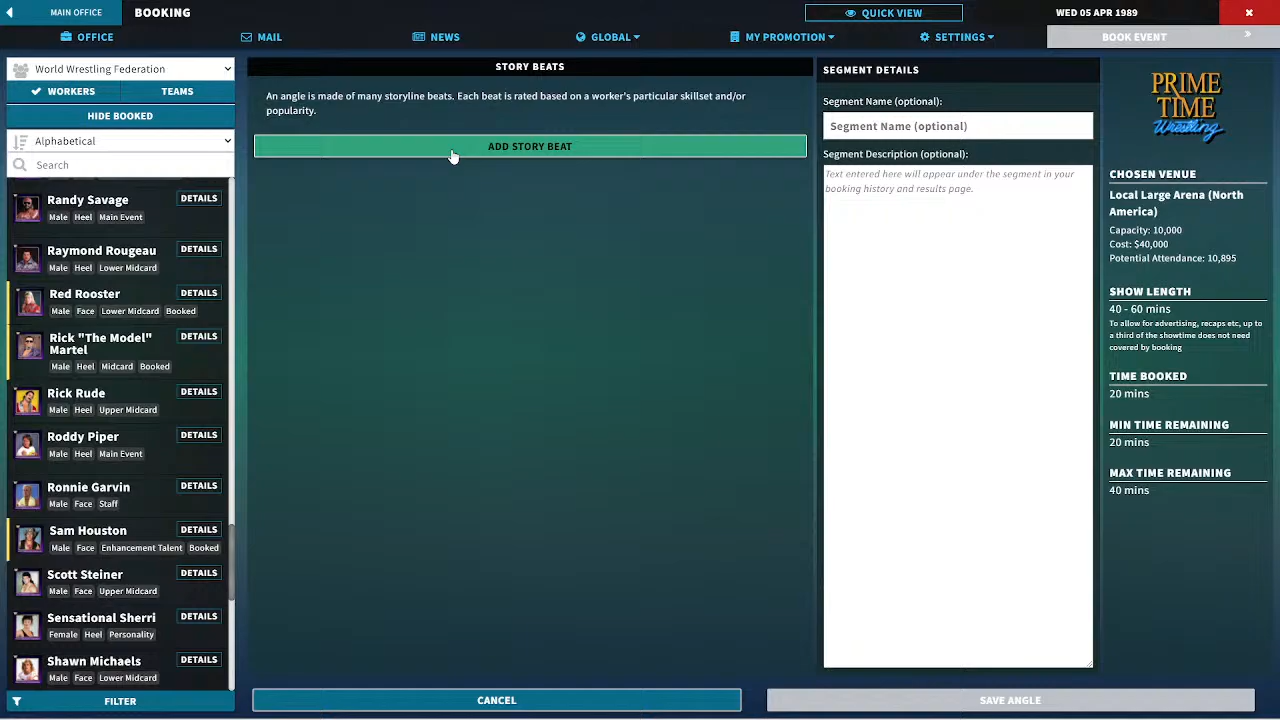 MAIN OFFICE
BOOKING
QUICK VIEW
WED 05 APR 1989
OFFICE
MAIL
NEWS
GLOBAL
MY PROMOTION
SETTINGS
BOOK EVENT
World Wrestling Federation
WORKERS
TEAMS
HIDE BOOKED
Alphabetical
Search
Randy Savage
DETAILS
Male Heel Main Event
Raymond Rougeau
DETAILS
Male Heel Lower Midcard
Red Rooster
DETAILS
Male Face Lower Midcard Booked
Rick "The Model"
Martel
DETAILS
Male Heel Midcard Booked
Rick Rude
DETAILS
Male Heel Upper Midcard
Roddy Piper
DETAILS
Male Face Main Event
Ronnie Garvin
DETAILS
Male Face Staff
Sam Houston
DETAILS
Male Face Enhancement Talent Booked
Scott Steiner
DETAILS
Male Face Upper Midcard
Sensational Sherri
DETAILS
Female Heel Personality
Shawn Michaels
DETAILS
Male Face Lower Midcard
FILTER
STORY BEATS
An angle is made of many storyline beats. Each beat is rated based on a worker's particular skillset and/or
popularity.
ADD STORY BEAT
CANCEL
SEGMENT DETAILS
Segment Name (optional):
Segment Name (optional)
Segment Description (optional):
Text entered here will appear under the segment in your
booking history and results page.
SAVE ANGLE
PRIME
TIME
Wrestling
CHOSEN VENUE
Local Large Arena (North
America)
Capacity: 10,000
Cost: $40,000
Potential Attendance: 10,895
SHOW LENGTH
40 - 60 mins
To allow for advertising, recaps etc, up to
a third of the showtime does not need
covered by booking
TIME BOOKED
20 mins
MIN TIME REMAINING
20 mins
MAX TIME REMAINING
40 mins